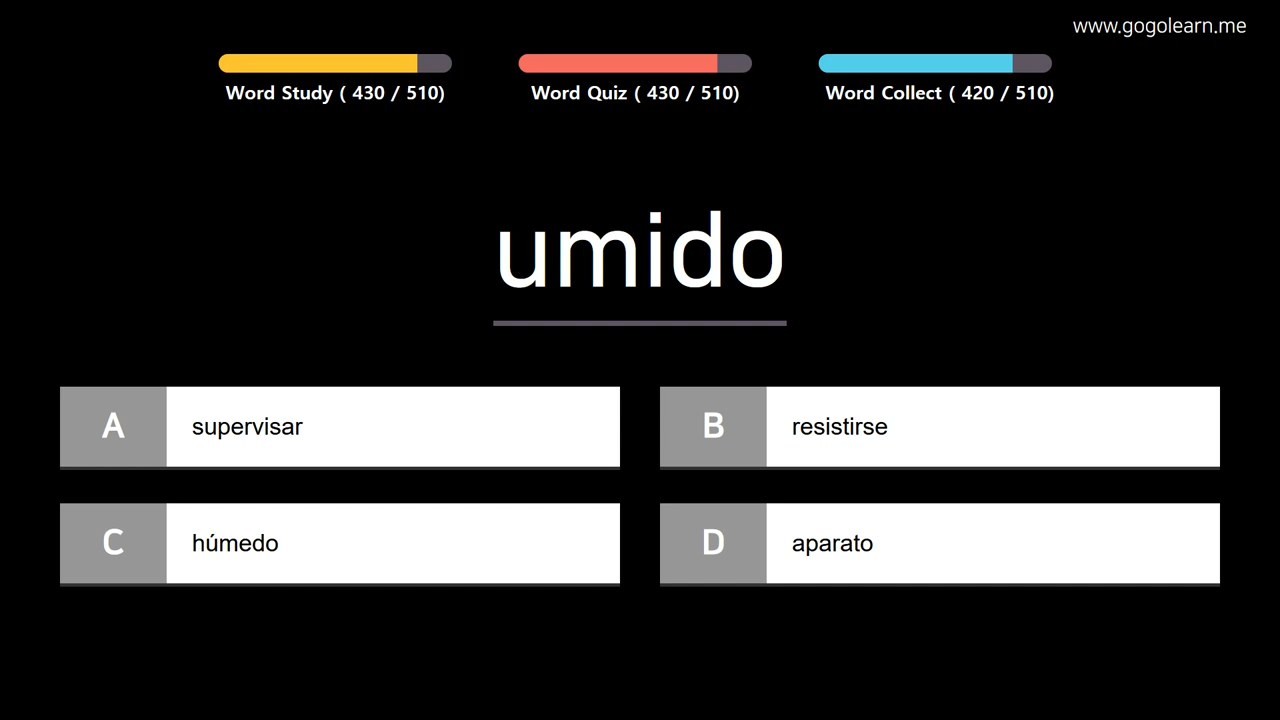 www.gogolearn.me
Word Study ( 430 / 510)
Word Quiz ( 430 / 510)
Word Collect ( 420 / 510)
umido
A
supervisar
B
resistirse
C
húmedo
D
aparato